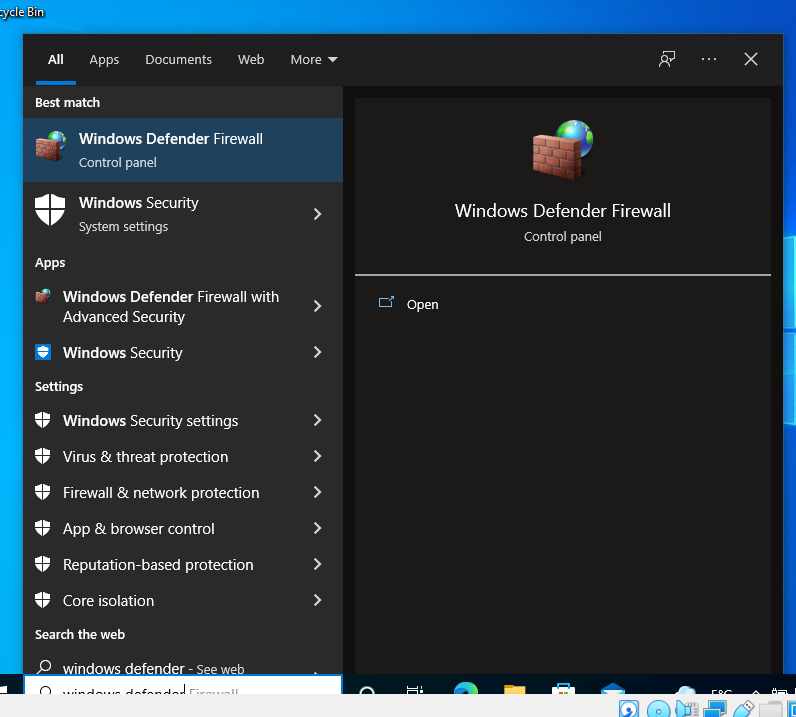 cycle Bin
All Apps Documents Web More
Best match
Windows Defender Firewall
Control panel
Windows Security
System settings
Apps
Windows Defender Firewall with
Advanced Security
Windows Security
Settings
Windows Security settings
Virus & threat protection
Firewall & network protection
App & browser control
Reputation-based protection
Core isolation
Search the web
windows defender - See web
windows defender Firewall
Windows Defender Firewall
Control panel
Open
5°C